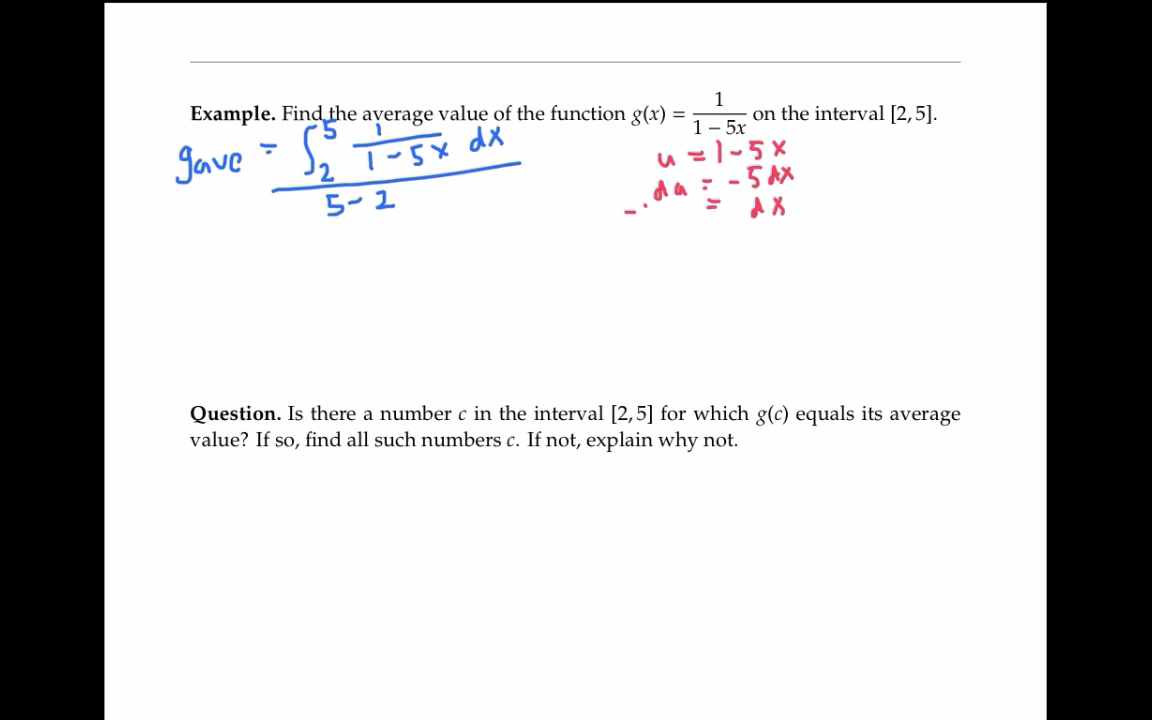 Example. Find the average value of the function g(x) = 1/(1 − 5x) on the interval [2, 5].
gave = ∫₂⁵ 1/(1-5x) dx / (5-2)
u = 1-5x
du = -5dx
- = dx
Question. Is there a number c in the interval [2, 5] for which g(c) equals its average
value? If so, find all such numbers c. If not, explain why not.